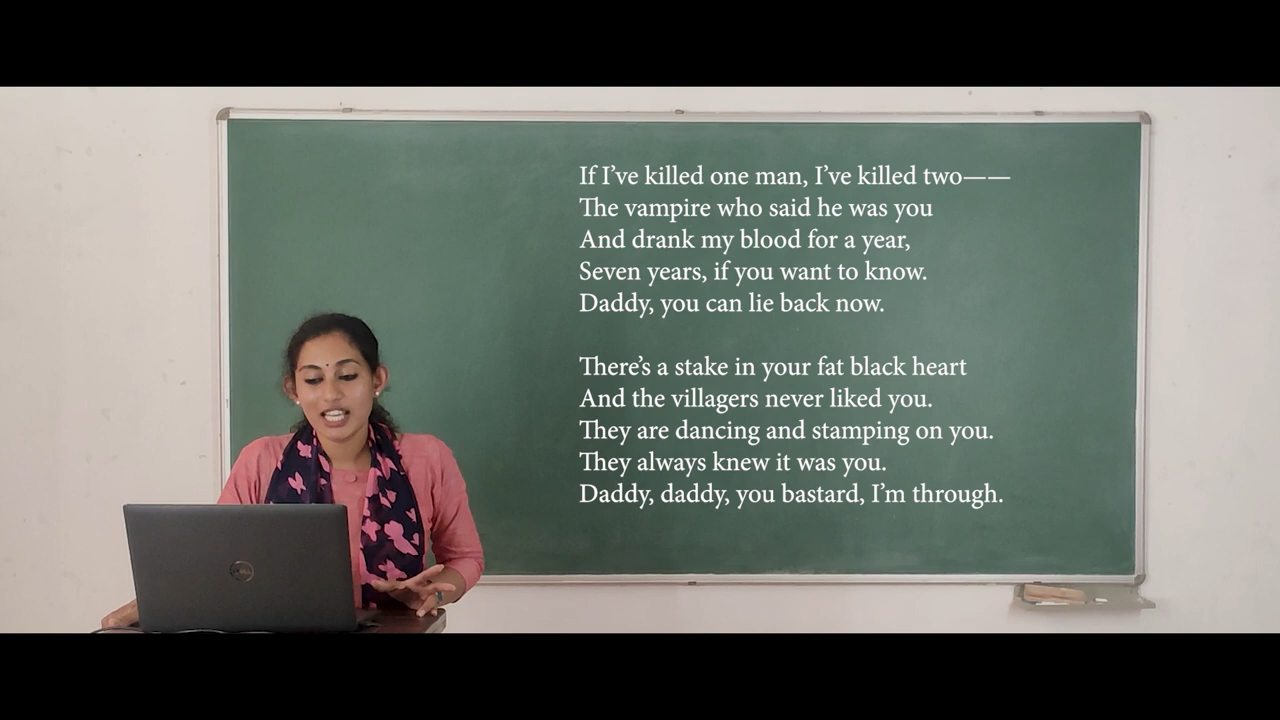 If I've killed one man, I've killed two——
The vampire who said he was you
And drank my blood for a year,
Seven years, if you want to know.
Daddy, you can lie back now.
There's a stake in your fat black heart
And the villagers never liked you.
They are dancing and stamping on you.
They always knew it was you.
Daddy, daddy, you bastard, I'm through.
DELL